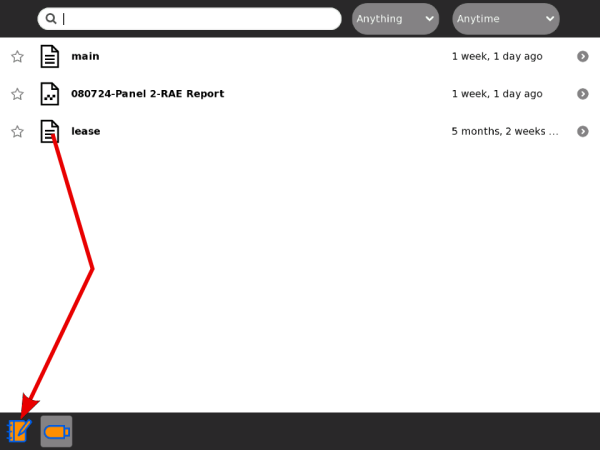 Anything Anytime
main 1 week, 1 day ago
080724-Panel 2-RAE Report 1 week, 1 day ago
lease 5 months, 2 weeks ...